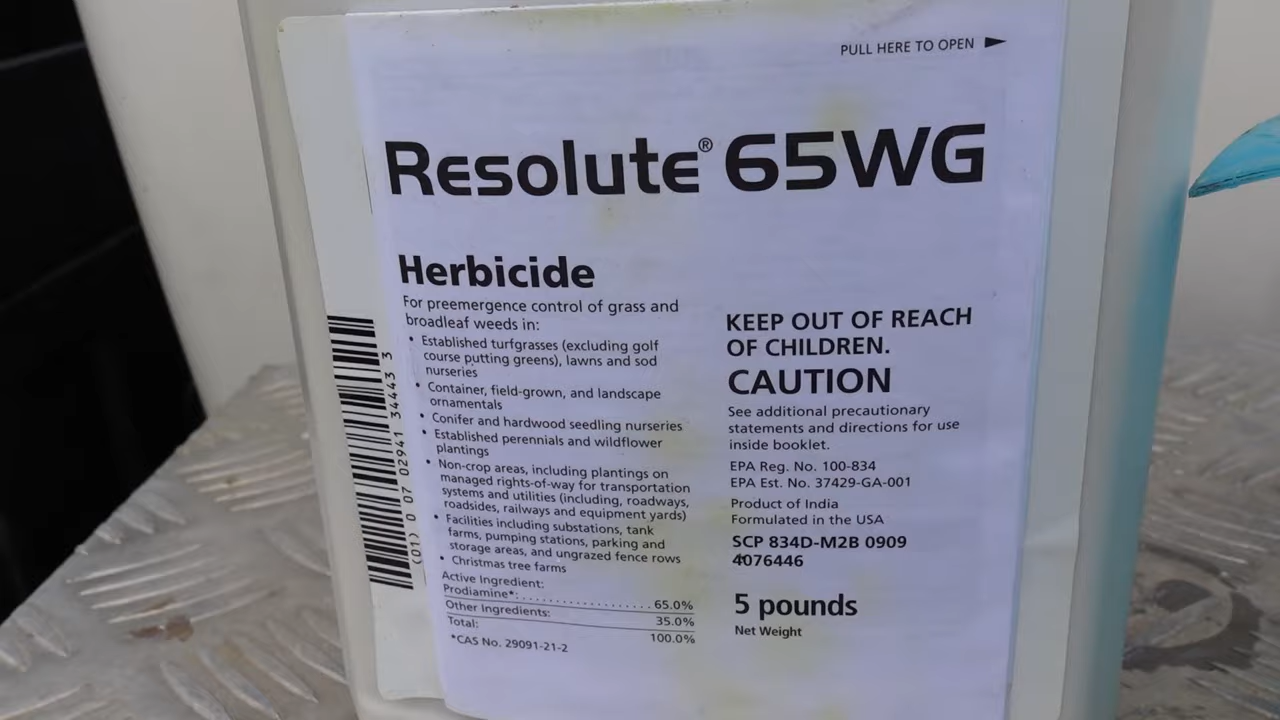 PULL HERE TO OPEN
Resolute® 65WG
Herbicide
For preemergence control of grass and
broadleaf weeds in:
• Established turfgrasses (excluding golf
course putting greens), lawns and sod
nurseries
• Container, field-grown, and landscape
ornamentals
• Conifer and hardwood seedling nurseries
• Established perennials and wildflower
plantings
• Non-crop areas, including plantings on
managed rights-of-way for transportation
systems and utilities (including, roadways,
roadsides, railways and equipment yards)
• Facilities including substations, tank
farms, pumping stations, parking and
storage areas, and ungrazed fence rows
• Christmas tree farms
Active Ingredient:
Prodiamine*: . . . . . . . . . . . . . . . . . . . . . . 65.0%
Other Ingredients: 35.0%
Total: 100.0%
*CAS No. 29091-21-2
(01) 0 07 02941 34443 3
KEEP OUT OF REACH
OF CHILDREN.
CAUTION
See additional precautionary
statements and directions for use
inside booklet.
EPA Reg. No. 100-834
EPA Est. No. 37429-GA-001
Product of India
Formulated in the USA
SCP 834D-M2B 0909
4076446
5 pounds
Net Weight